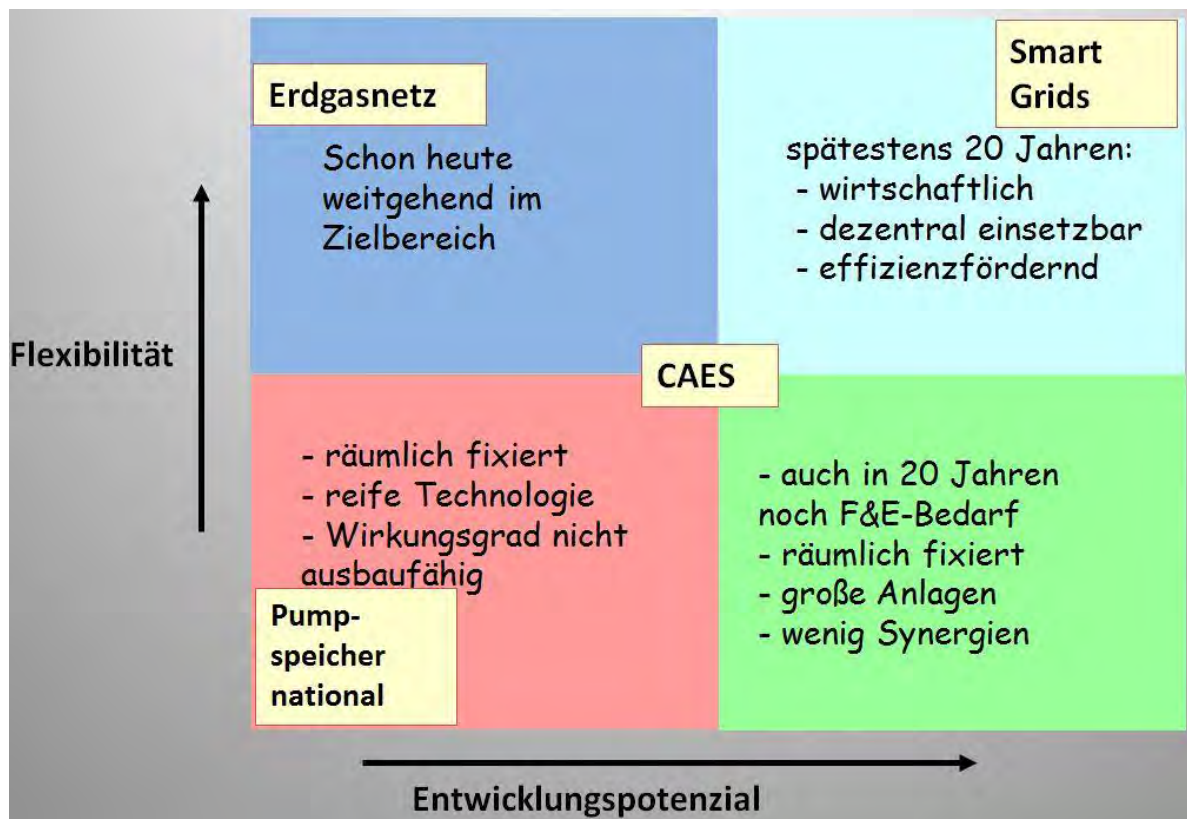 Erdgasnetz
Schon heute
weitgehend im
Zielbereich
Smart
Grids
spätestens 20 Jahren:
- wirtschaftlich
- dezentral einsetzbar
- effizienzfördernd
Flexibilität
CAES
- räumlich fixiert
- reife Technologie
- Wirkungsgrad nicht
ausbaufähig
Pump-
speicher
national
- auch in 20 Jahren
noch F&E-Bedarf
- räumlich fixiert
- große Anlagen
- wenig Synergien
Entwicklungspotenzial